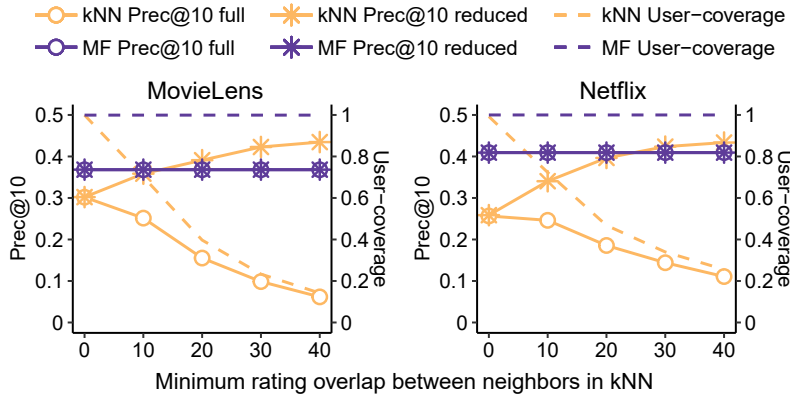 kNN Prec@10 full kNN Prec@10 reduced kNN User−coverage
MF Prec@10 full MF Prec@10 reduced MF User−coverage
MovieLens
Prec@10
0.5
0.4
0.3
0.2
0.1
0
1
0.8
0.6
0.4
0.2
0
User−coverage
0 10 20 30 40
Netflix
Prec@10
0.5
0.4
0.3
0.2
0.1
0
1
0.8
0.6
0.4
0.2
0
User−coverage
0 10 20 30 40
Minimum rating overlap between neighbors in kNN